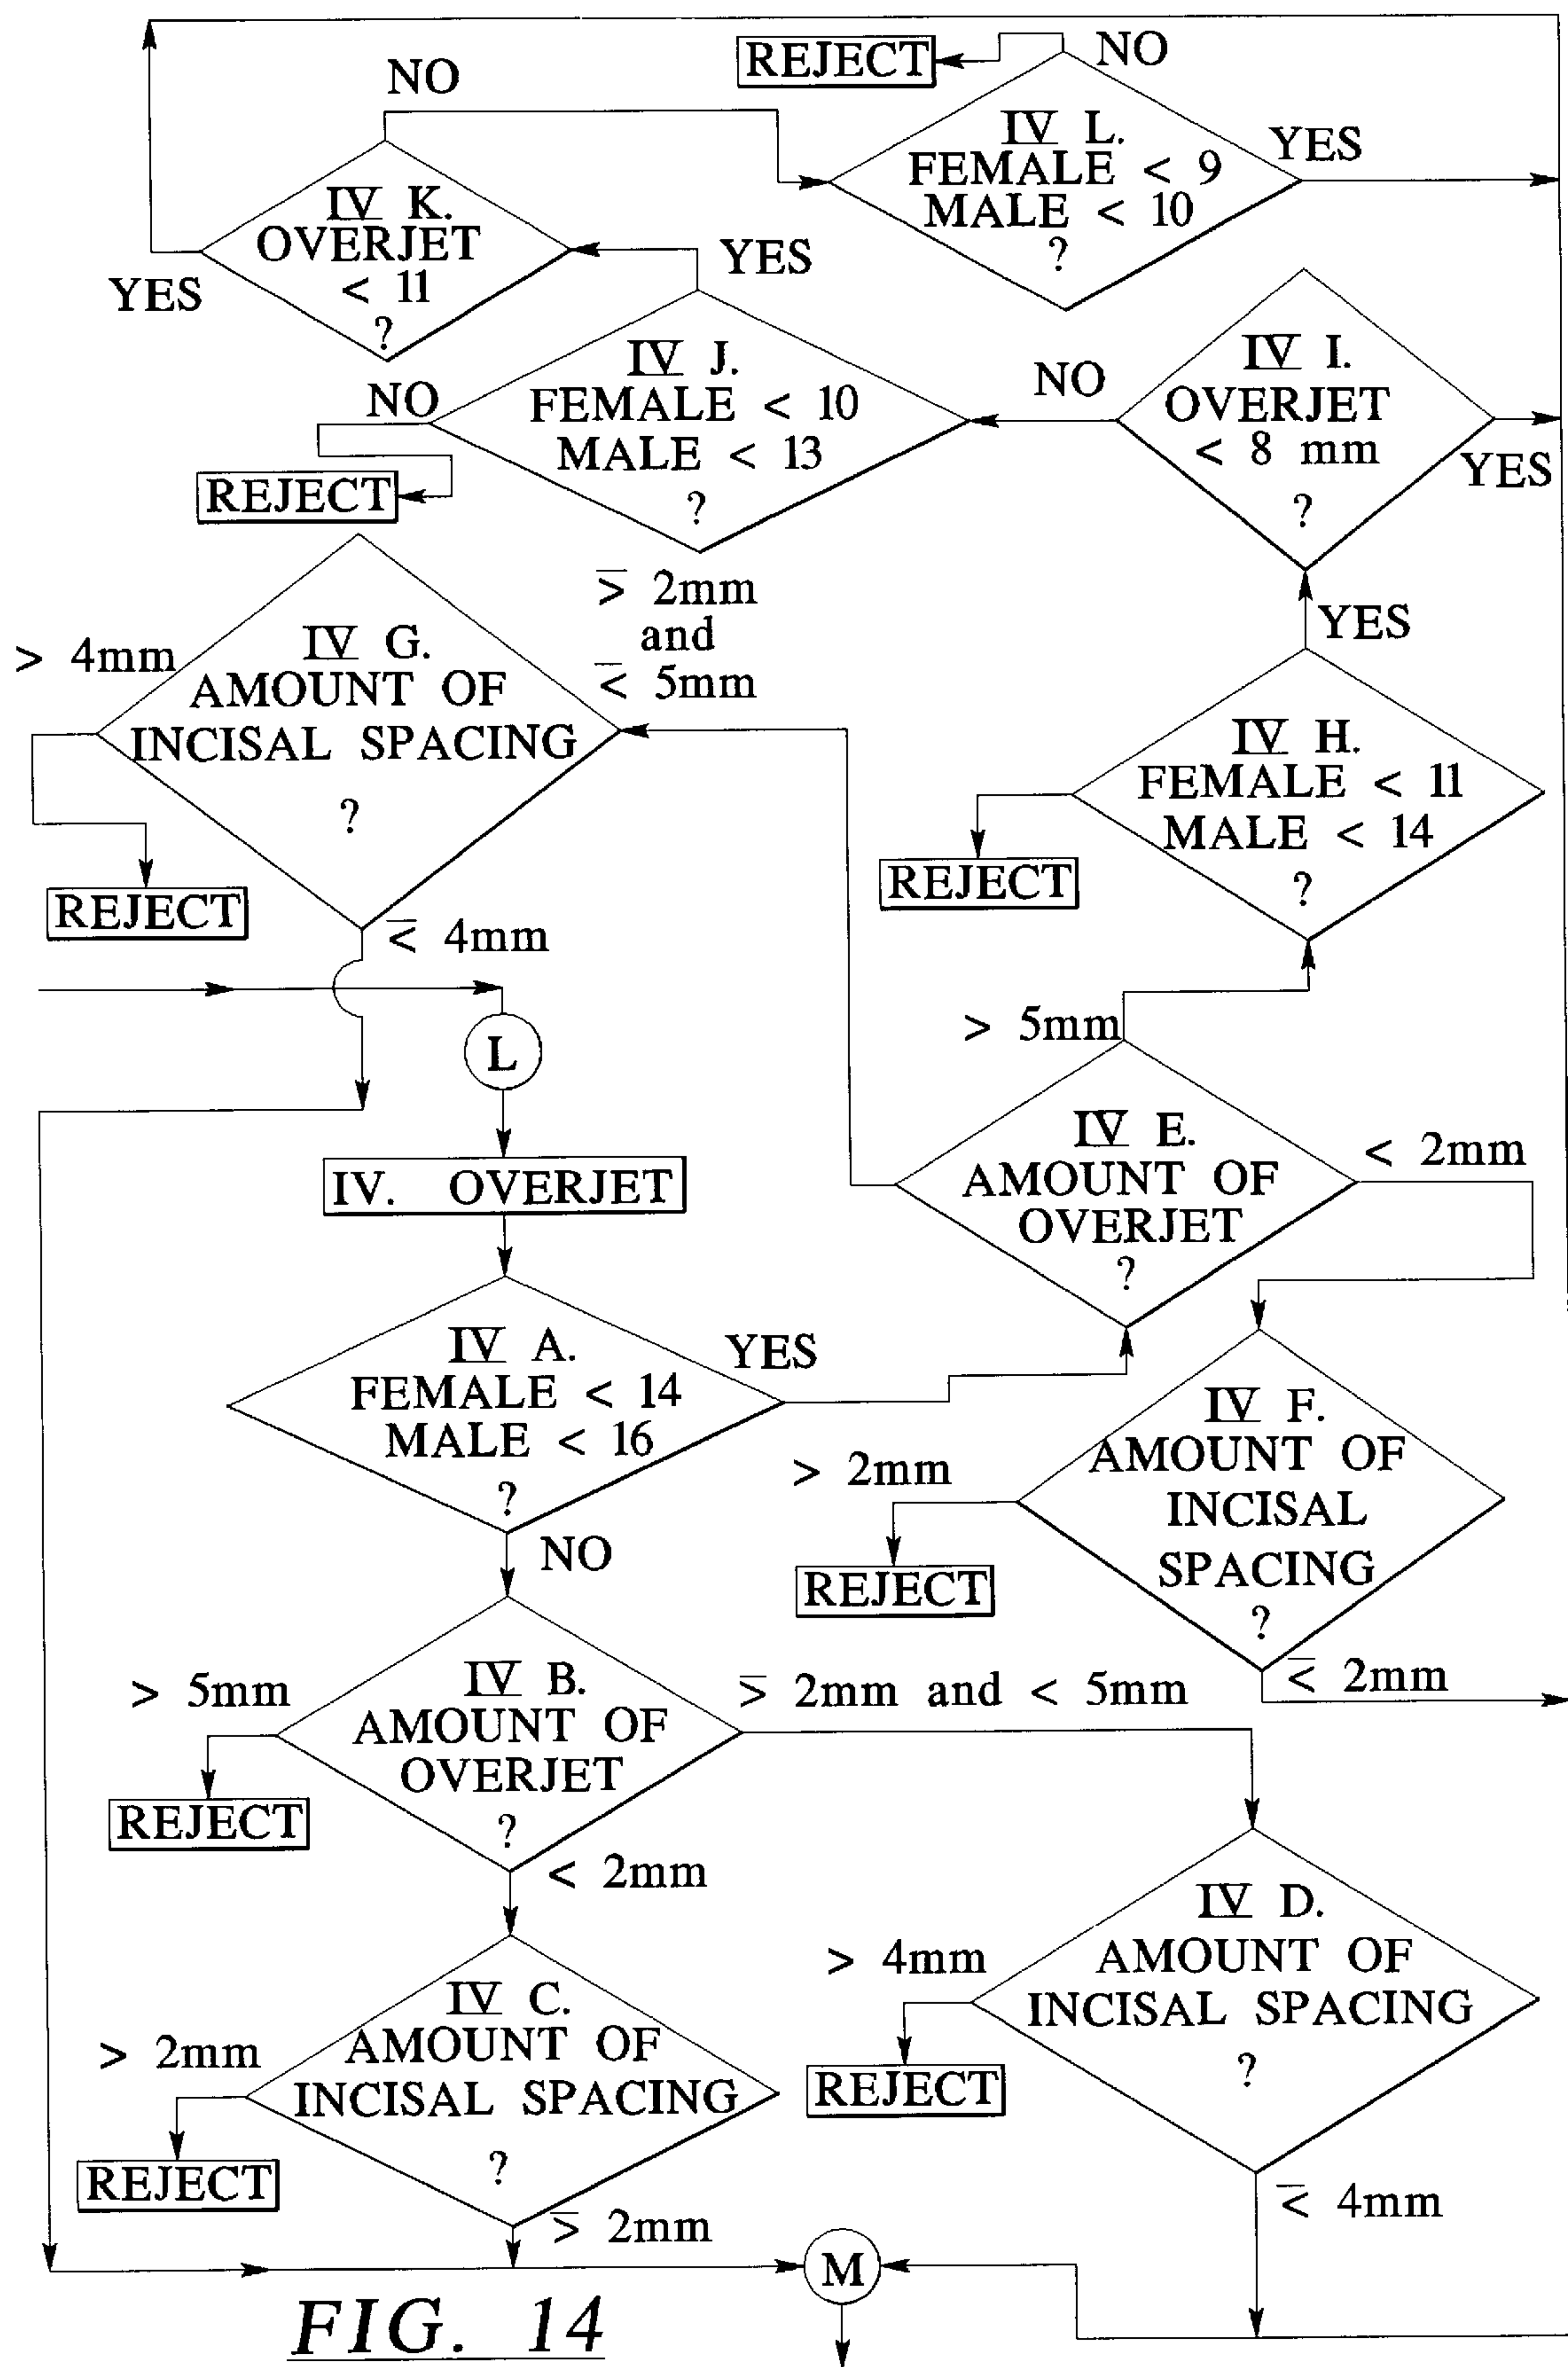 REJECT
NO
NO
IV L.
FEMALE < 9
MALE < 10
?
YES
IV K.
OVERJET
< 11
?
YES
YES
IV J.
FEMALE < 10
MALE < 13
?
NO
REJECT
NO
IV I.
OVERJET
< 8 mm
?
YES
> 4mm
IV G.
AMOUNT OF
INCISAL SPACING
?
≥ 2mm
and
≤ 5mm
REJECT
≤ 4mm
YES
IV H.
FEMALE < 11
MALE < 14
?
REJECT
> 5mm
L
IV. OVERJET
IV E.
AMOUNT OF
OVERJET
?
< 2mm
IV A.
FEMALE < 14
MALE < 16
?
YES
NO
IV F.
AMOUNT OF
INCISAL
SPACING
?
> 2mm
REJECT
≤ 2mm
> 5mm
IV B.
AMOUNT OF
OVERJET
?
≥ 2mm and < 5mm
REJECT
< 2mm
IV D.
AMOUNT OF
INCISAL SPACING
?
> 4mm
REJECT
IV C.
AMOUNT OF
INCISAL SPACING
?
> 2mm
REJECT
≥ 2mm
≤ 4mm
M
FIG. 14